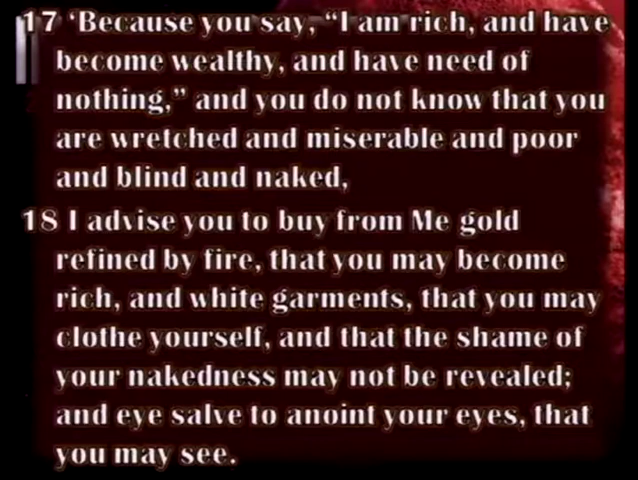 17 ‘Because you say, “I am rich, and have
become wealthy, and have need of
nothing,” and you do not know that you
are wretched and miserable and poor
and blind and naked,
18 I advise you to buy from Me gold
refined by fire, that you may become
rich, and white garments, that you may
clothe yourself, and that the shame of
your nakedness may not be revealed;
and eye salve to anoint your eyes, that
you may see.